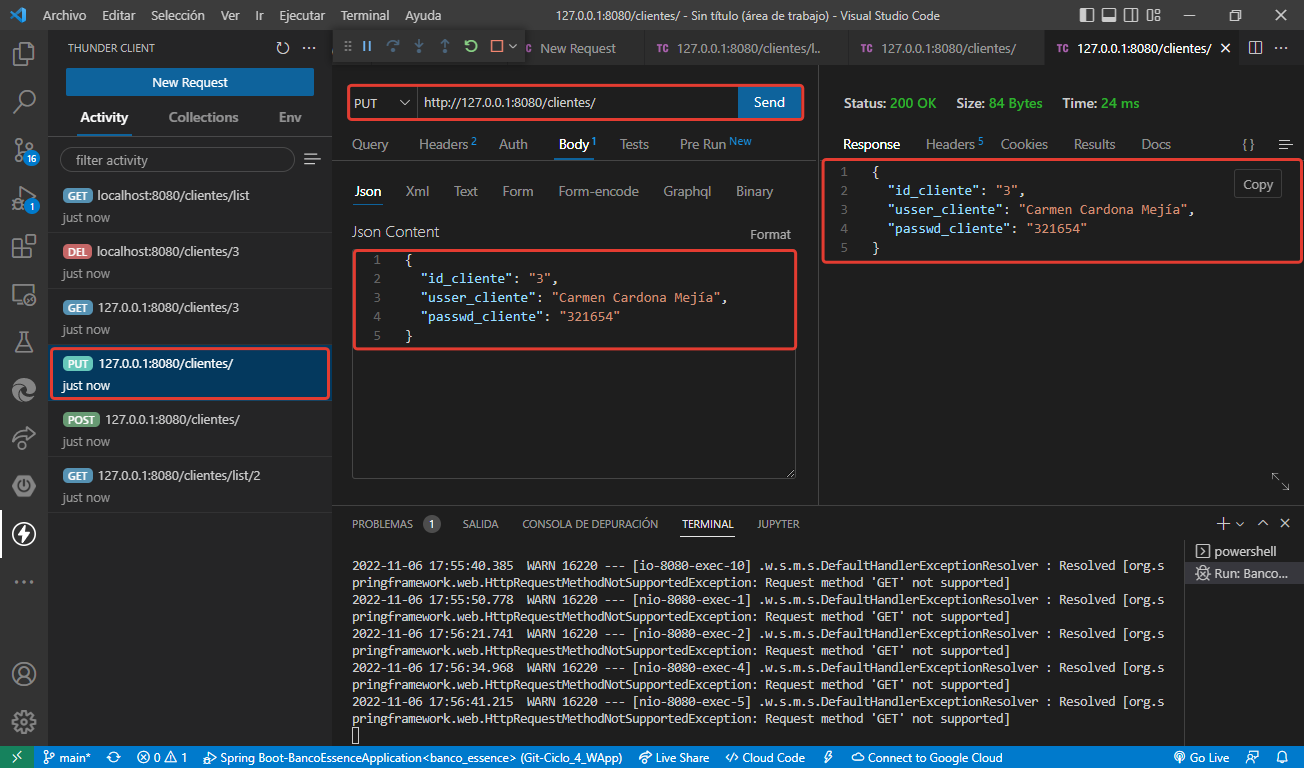 Archivo Editar Selección Ver Ir Ejecutar Terminal Ayuda
127.0.0.1:8080/clientes/ - Sin título (área de trabajo) - Visual Studio Code
THUNDER CLIENT
New Request
Activity Collections Env
filter activity
GET localhost:8080/clientes/list
just now
DEL localhost:8080/clientes/3
just now
GET 127.0.0.1:8080/clientes/3
just now
PUT 127.0.0.1:8080/clientes/
just now
POST 127.0.0.1:8080/clientes/
just now
GET 127.0.0.1:8080/clientes/list/2
just now
16
1
C New Request
TC 127.0.0.1:8080/clientes/l..
TC 127.0.0.1:8080/clientes/
TC 127.0.0.1:8080/clientes/
PUT http://127.0.0.1:8080/clientes/ Send
Query Headers 2 Auth Body 1 Tests Pre Run New
Json Xml Text Form Form-encode Graphql Binary
Json Content Format
1 {
2 "id_cliente": "3",
3 "usser_cliente": "Carmen Cardona Mejía",
4 "passwd_cliente": "321654"
5 }
Status: 200 OK Size: 84 Bytes Time: 24 ms
Response Headers 5 Cookies Results Docs { }
1 {
2 "id_cliente": "3",
3 "usser_cliente": "Carmen Cardona Mejía",
4 "passwd_cliente": "321654"
5 }
Copy
PROBLEMAS 1 SALIDA CONSOLA DE DEPURACIÓN TERMINAL JUPYTER
2022-11-06 17:55:40.385 WARN 16220 --- [io-8080-exec-10] .w.s.m.s.DefaultHandlerExceptionResolver : Resolved [org.s
pringframework.web.HttpRequestMethodNotSupportedException: Request method 'GET' not supported]
2022-11-06 17:55:50.778 WARN 16220 --- [nio-8080-exec-1] .w.s.m.s.DefaultHandlerExceptionResolver : Resolved [org.s
pringframework.web.HttpRequestMethodNotSupportedException: Request method 'GET' not supported]
2022-11-06 17:56:21.741 WARN 16220 --- [nio-8080-exec-2] .w.s.m.s.DefaultHandlerExceptionResolver : Resolved [org.s
pringframework.web.HttpRequestMethodNotSupportedException: Request method 'GET' not supported]
2022-11-06 17:56:34.968 WARN 16220 --- [nio-8080-exec-4] .w.s.m.s.DefaultHandlerExceptionResolver : Resolved [org.s
pringframework.web.HttpRequestMethodNotSupportedException: Request method 'GET' not supported]
2022-11-06 17:56:41.215 WARN 16220 --- [nio-8080-exec-5] .w.s.m.s.DefaultHandlerExceptionResolver : Resolved [org.s
pringframework.web.HttpRequestMethodNotSupportedException: Request method 'GET' not supported]
powershell
Run: Banco...
main* 0 1 Spring Boot-BancoEssenceApplication<banco_essence> (Git-Ciclo_4_WApp) Live Share Cloud Code Connect to Google Cloud Go Live